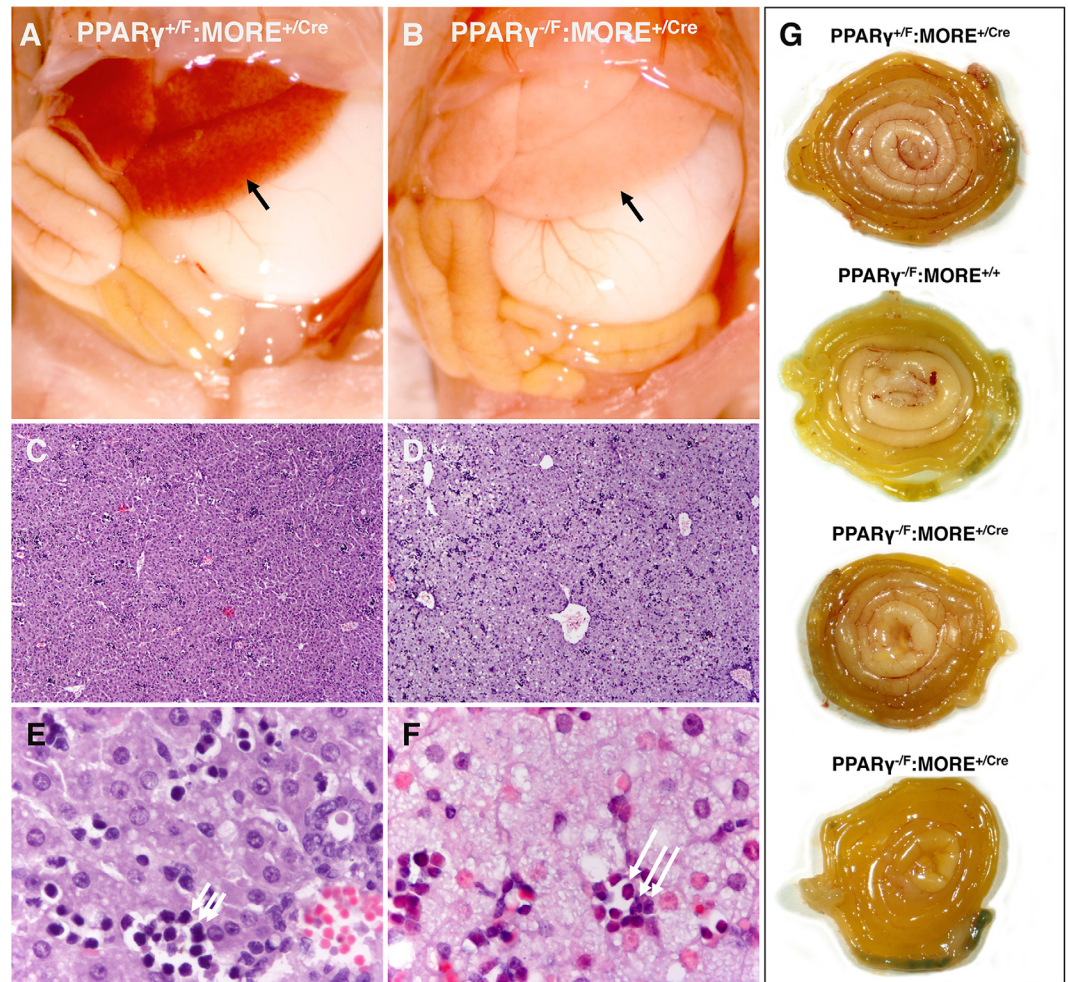 A PPARγ+/F:MORE+/Cre
B PPARγ-/F:MORE+/Cre
C
D
E
F
G
PPARγ+/F:MORE+/Cre
PPARγ-/F:MORE+/+
PPARγ-/F:MORE+/Cre
PPARγ-/F:MORE+/Cre